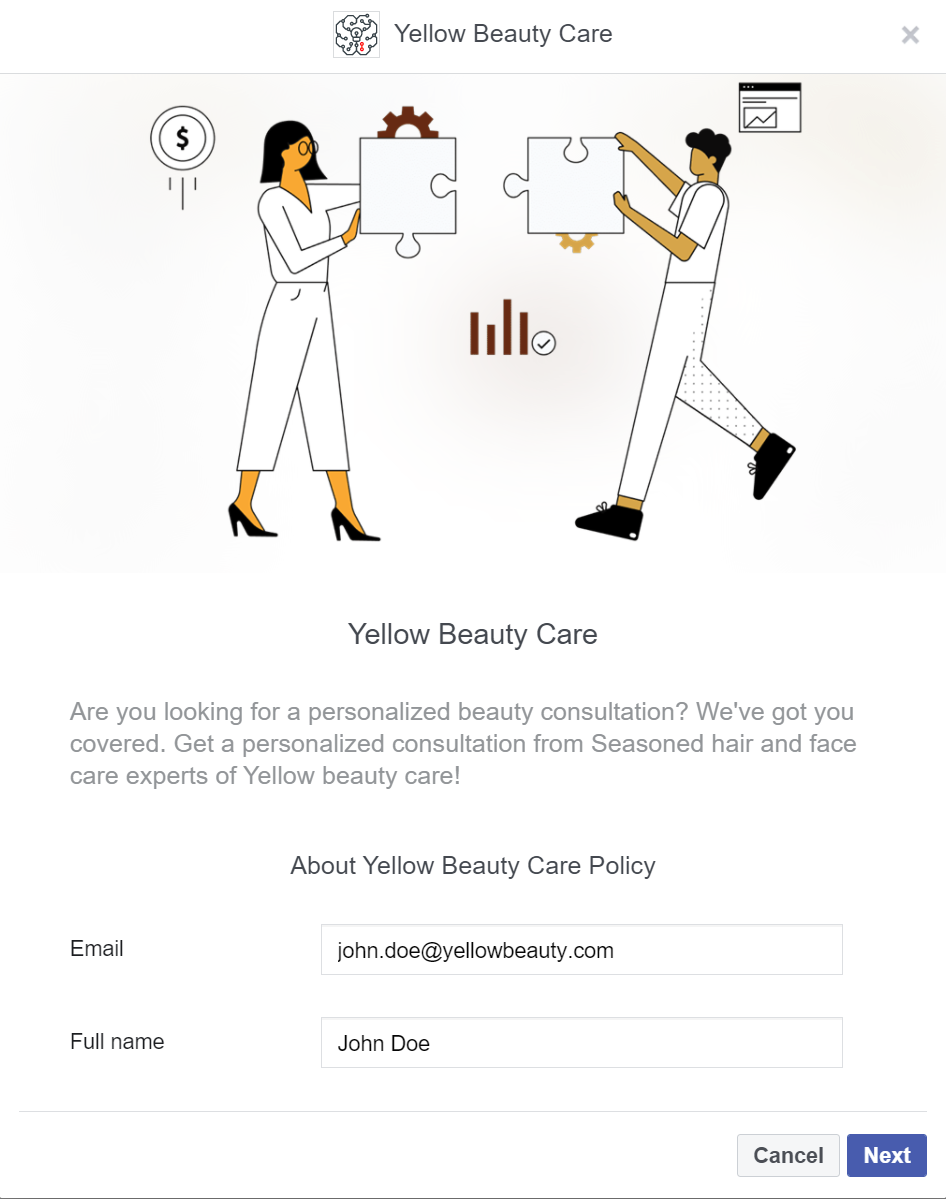 Yellow Beauty Care
×
$
Yellow Beauty Care
Are you looking for a personalized beauty consultation? We've got you
covered. Get a personalized consultation from Seasoned hair and face
care experts of Yellow beauty care!
About Yellow Beauty Care Policy
Email
john.doe@yellowbeauty.com
Full name
John Doe
Cancel
Next